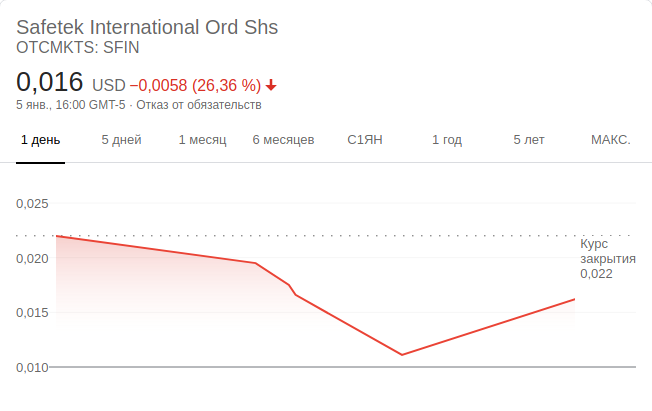 Safetek International Ord Shs
OTCMKTS: SFIN
0,016 USD −0,0058 (26,36 %)
5 янв., 16:00 GMT-5 · Отказ от обязательств
1 день 5 дней 1 месяц 6 месяцев С1ЯН 1 год 5 лет МАКС.
0,025
Курс
закрытия
0,022
0,020
0,015
0,010